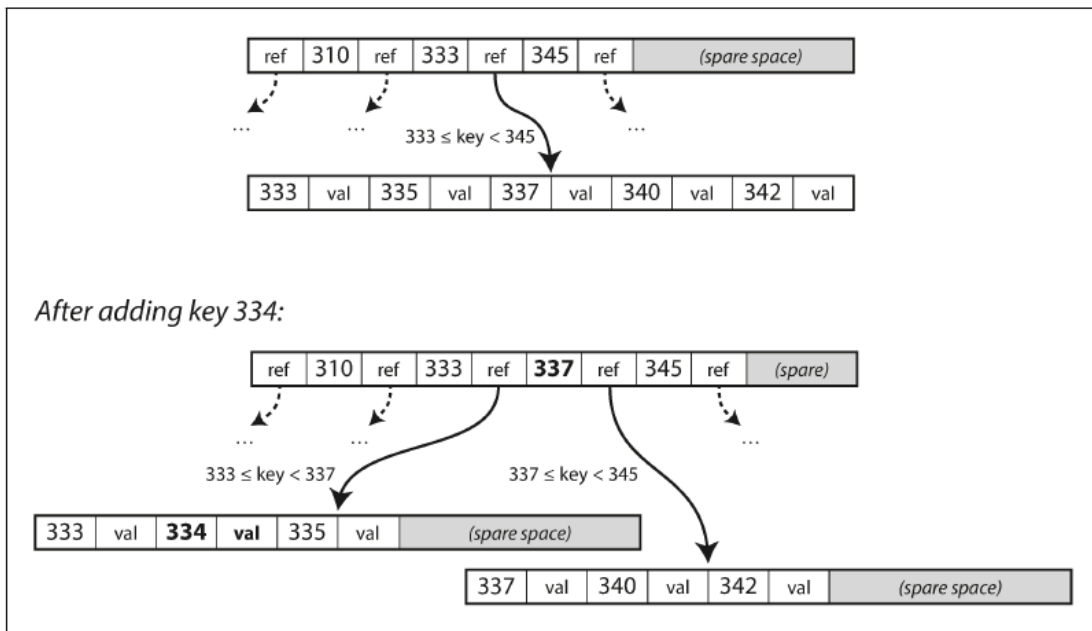 ref 310 ref 333 ref 345 ref (spare space)
... ... ...
333 ≤ key < 345
333 val 335 val 337 val 340 val 342 val
After adding key 334:
ref 310 ref 333 ref 337 ref 345 ref (spare)
... ... ...
333 ≤ key < 337 337 ≤ key < 345
333 val 334 val 335 val (spare space)
337 val 340 val 342 val (spare space)